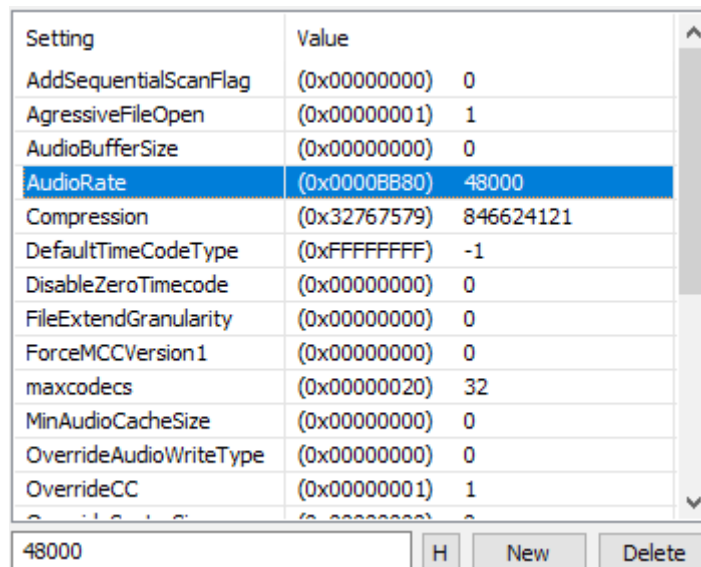 Setting Value
AddSequentialScanFlag (0x00000000) 0
AgressiveFileOpen (0x00000001) 1
AudioBufferSize (0x00000000) 0
AudioRate (0x0000BB80) 48000
Compression (0x32767579) 846624121
DefaultTimeCodeType (0xFFFFFFFF) -1
DisableZeroTimecode (0x00000000) 0
FileExtendGranularity (0x00000000) 0
ForceMCCVersion1 (0x00000000) 0
maxcodecs (0x00000020) 32
MinAudioCacheSize (0x00000000) 0
OverrideAudioWriteType (0x00000000) 0
OverrideCC (0x00000001) 1
48000 H New Delete